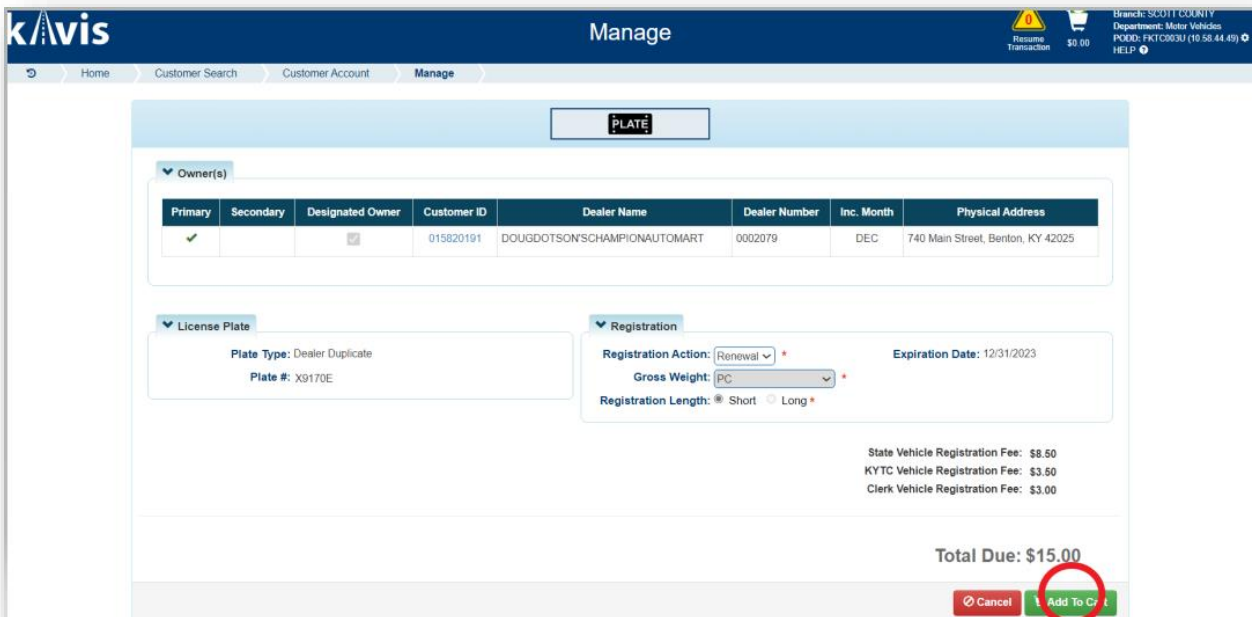 kAvis
Manage
0
Resume
Transaction
$0.00
Branch: SCOTT COUNTY
Department: Motor Vehicles
PODD: FKTC003U (10.58.44.49)
HELP
Home
Customer Search
Customer Account
Manage
PLATE
Owner(s)
Primary Secondary Designated Owner Customer ID Dealer Name Dealer Number Inc. Month Physical Address
015820191 DOUGDOTSON'SCHAMPIONAUTOMART 0002079 DEC 740 Main Street, Benton, KY 42025
License Plate
Plate Type: Dealer Duplicate
Plate #: X9170E
Registration
Registration Action: Renewal * Expiration Date: 12/31/2023
Gross Weight: PC *
Registration Length: Short Long *
State Vehicle Registration Fee: $8.50
KYTC Vehicle Registration Fee: $3.50
Clerk Vehicle Registration Fee: $3.00
Total Due: $15.00
Cancel
Add To Cart